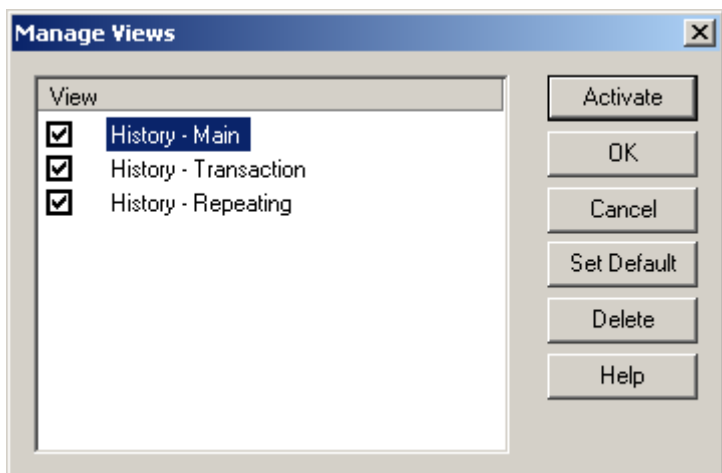 Manage Views
View
History - Main
History - Transaction
History - Repeating
Activate
OK
Cancel
Set Default
Delete
Help